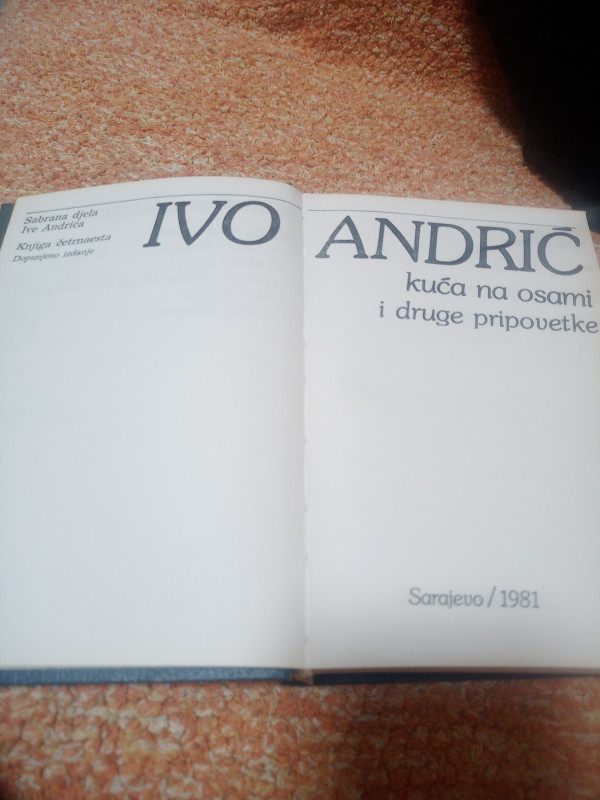 Sabrana djela
Ive Andrića
Knjiga četrnaesta
Dopunjeno izdanje
IVO ANDRIĆ
kuća na osami
i druge pripovetke
Sarajevo / 1981